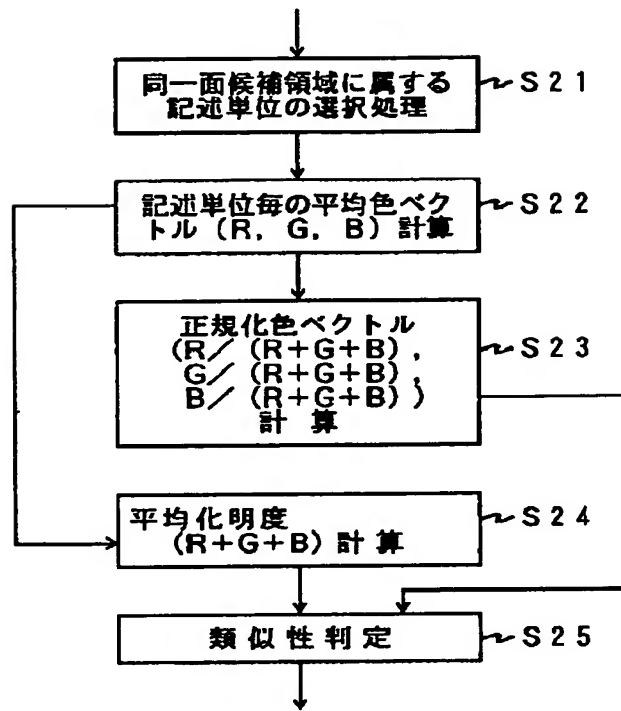 同一面候補領域に属する
記述単位の選択処理
S21
記述単位毎の平均色ベク
トル(R,G,B)計算
S22
正規化色ベクトル
(R/(R+G+B),
G/(R+G+B),
B/(R+G+B))
計算
S23
平均化明度
(R+G+B)計算
S24
類似性判定
S25